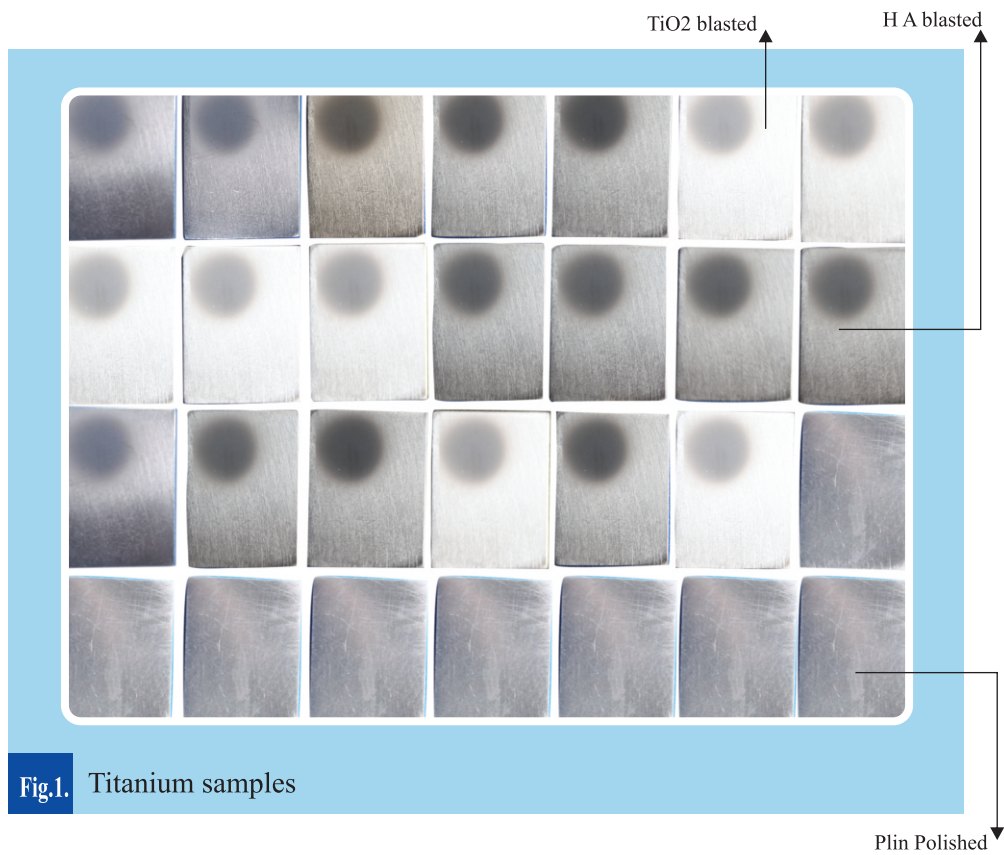 TiO2 blasted
H A blasted
Fig.1. Titanium samples
Plin Polished